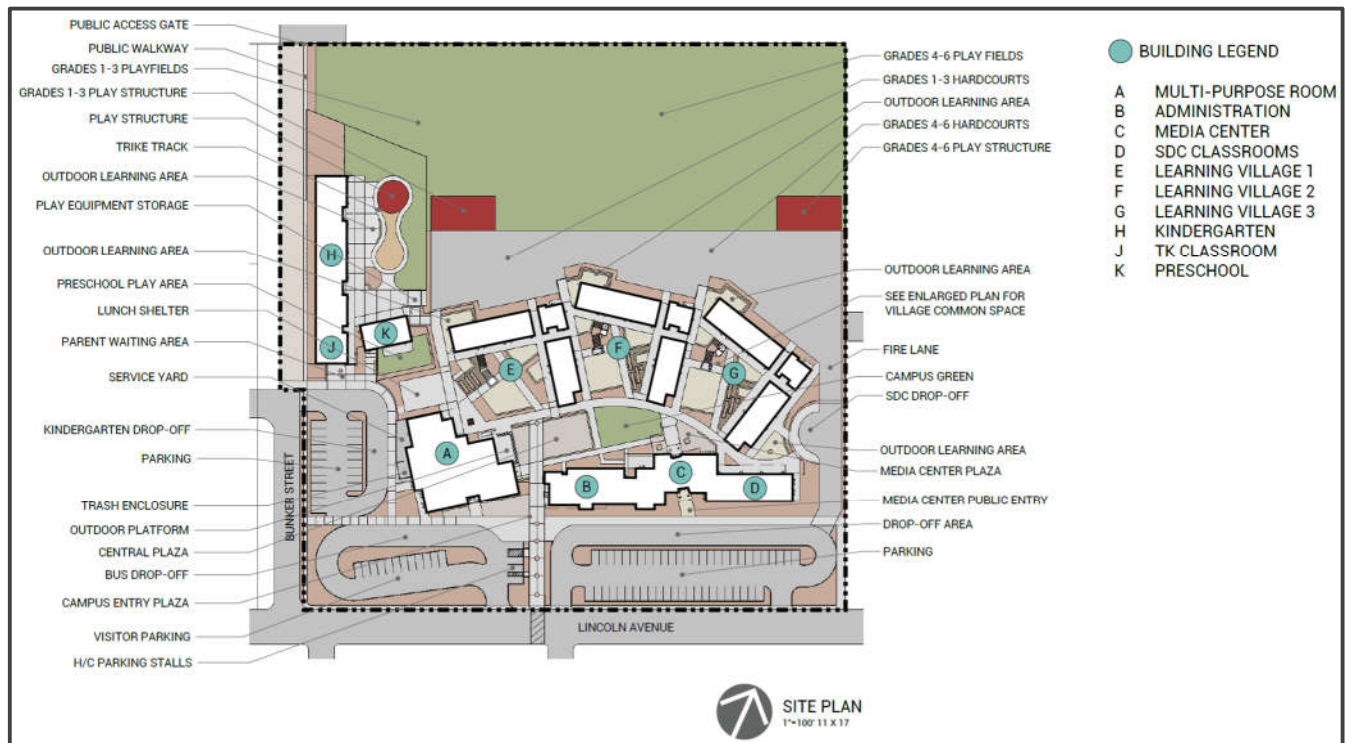 PUBLIC ACCESS GATE
PUBLIC WALKWAY
GRADES 1-3 PLAYFIELDS
GRADES 1-3 PLAY STRUCTURE
PLAY STRUCTURE
TRIKE TRACK
OUTDOOR LEARNING AREA
PLAY EQUIPMENT STORAGE
OUTDOOR LEARNING AREA
PRESCHOOL PLAY AREA
LUNCH SHELTER
PARENT WAITING AREA
SERVICE YARD
KINDERGARTEN DROP-OFF
PARKING
TRASH ENCLOSURE
OUTDOOR PLATFORM
CENTRAL PLAZA
BUS DROP-OFF
CAMPUS ENTRY PLAZA
VISITOR PARKING
H/C PARKING STALLS
BUNKER STREET
H
J
K
E
F
G
A
B
C
D
LINCOLN AVENUE
GRADES 4-6 PLAY FIELDS
GRADES 1-3 HARDCOURTS
OUTDOOR LEARNING AREA
GRADES 4-6 HARDCOURTS
GRADES 4-6 PLAY STRUCTURE
OUTDOOR LEARNING AREA
SEE ENLARGED PLAN FOR
VILLAGE COMMON SPACE
FIRE LANE
CAMPUS GREEN
SDC DROP-OFF
OUTDOOR LEARNING AREA
MEDIA CENTER PLAZA
MEDIA CENTER PUBLIC ENTRY
DROP-OFF AREA
PARKING
BUILDING LEGEND
A MULTI-PURPOSE ROOM
B ADMINISTRATION
C MEDIA CENTER
D SDC CLASSROOMS
E LEARNING VILLAGE 1
F LEARNING VILLAGE 2
G LEARNING VILLAGE 3
H KINDERGARTEN
J TK CLASSROOM
K PRESCHOOL
SITE PLAN
1"=100' 11 X 17